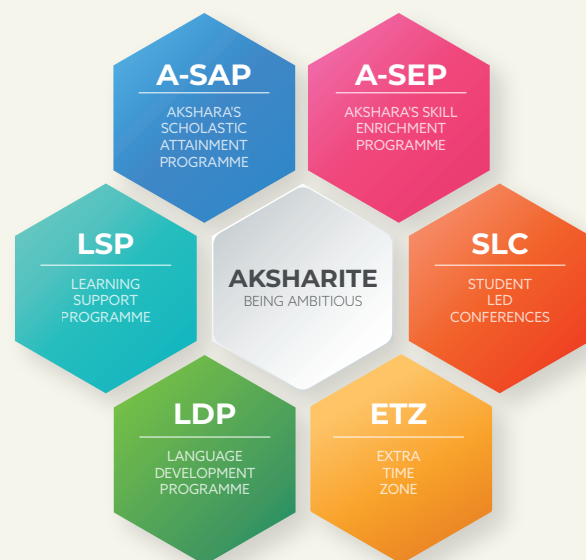 A-SAP
AKSHARA'S
SCHOLASTIC
ATTAINMENT
PROGRAMME
A-SEP
AKSHARA'S SKILL
ENRICHMENT
PROGRAMME
LSP
LEARNING
SUPPORT
PROGRAMME
AKSHARITE
BEING AMBITIOUS
SLC
STUDENT
LED
CONFERENCES
LDP
LANGUAGE
DEVELOPMENT
PROGRAMME
ETZ
EXTRA
TIME
ZONE